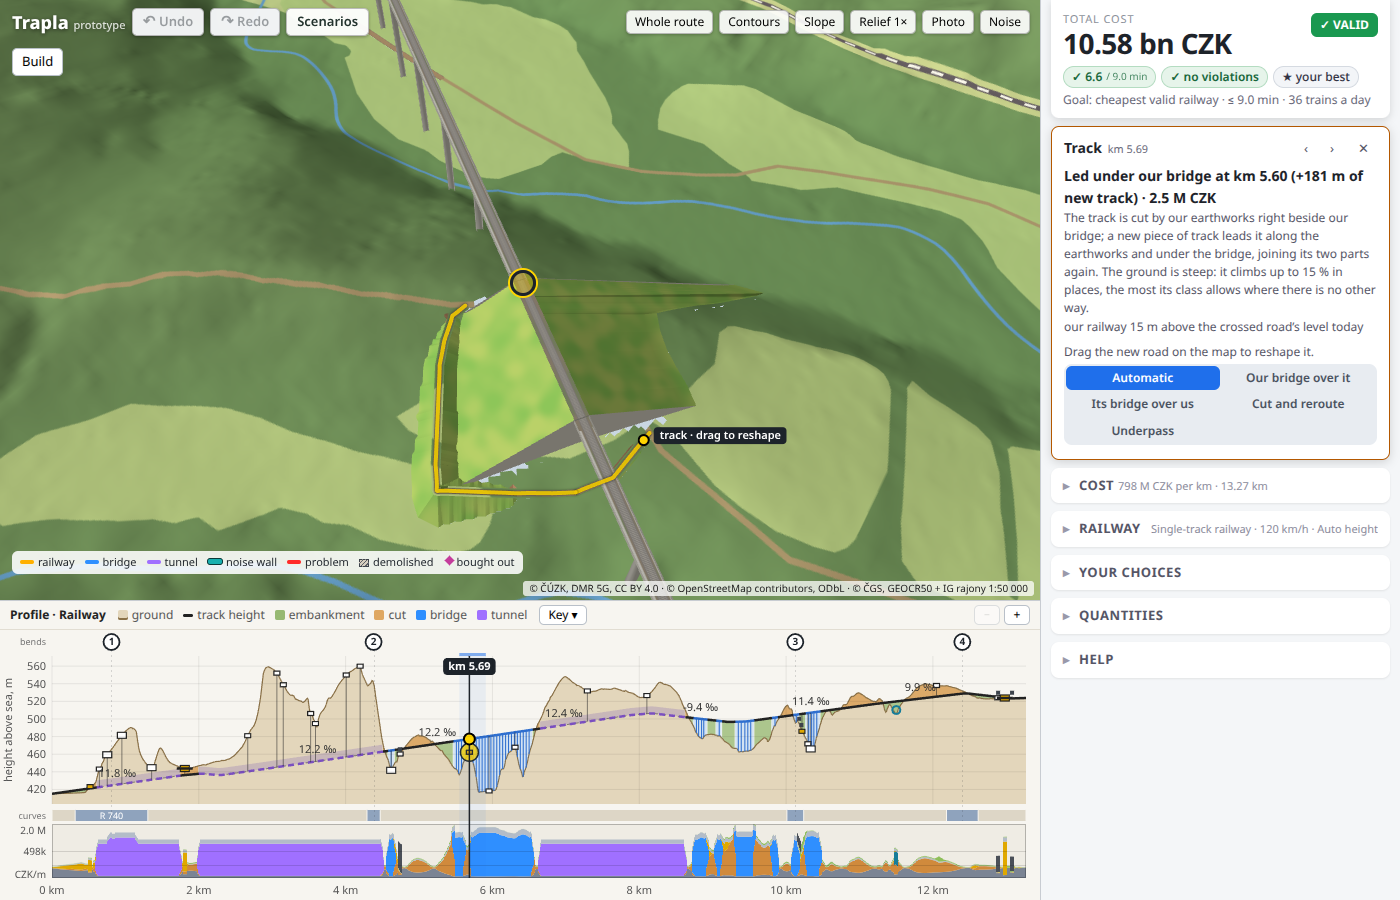 Trapla prototype
↶ Undo
↷ Redo
Scenarios
Whole route
Contours
Slope
Relief 1×
Photo
Noise
Build
track · drag to reshape
railway
bridge
tunnel
noise wall
problem
demolished
bought out
© ČÚZK, DMR 5G, CC BY 4.0 · © OpenStreetMap contributors, ODbL · © ČGS, GEOCR50 + IG rajony 1:50 000
Profile · Railway
ground
track height
embankment
cut
bridge
tunnel
Key ▾
−
+
bends
1
2
3
4
height above sea, m
560
540
520
500
480
460
440
420
km 5.69
11.8 ‰
12.2 ‰
12.2 ‰
12.4 ‰
9.4 ‰
11.4 ‰
9.9 ‰
curves
R 740
2.0 M
498k
CZK/m
0 km
2 km
4 km
6 km
8 km
10 km
12 km
TOTAL COST
10.58 bn CZK
✓ VALID
✓ 6.6 / 9.0 min
✓ no violations
★ your best
Goal: cheapest valid railway · ≤ 9.0 min · 36 trains a day
Track km 5.69
‹ › ✕
Led under our bridge at km 5.60 (+181 m of
new track) · 2.5 M CZK
The track is cut by our earthworks right beside our
bridge; a new piece of track leads it along the
earthworks and under the bridge, joining its two parts
again. The ground is steep: it climbs up to 15 % in
places, the most its class allows where there is no other
way.
our railway 15 m above the crossed road’s level today
Drag the new road on the map to reshape it.
Automatic
Our bridge over it
Its bridge over us
Cut and reroute
Underpass
▶ COST 798 M CZK per km · 13.27 km
▶ RAILWAY Single-track railway · 120 km/h · Auto height
▶ YOUR CHOICES
▶ QUANTITIES
▶ HELP